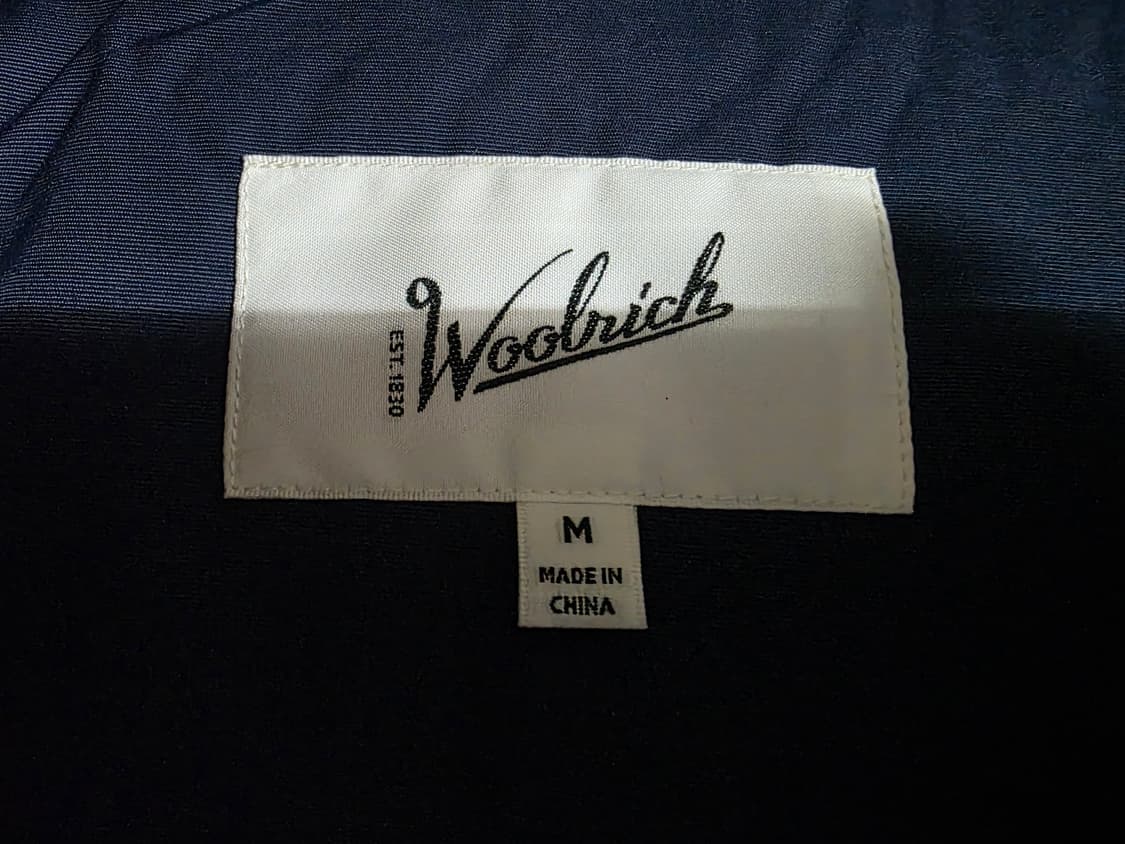 Woolrich
EST. 1830
M
MADE IN
CHINA